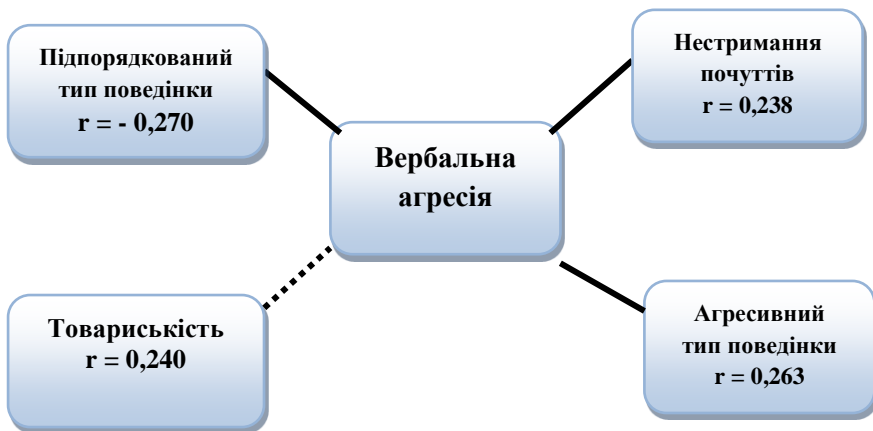 Підпорядкований
тип поведінки
r = - 0,270
Нестримання
почуттів
r = 0,238
Вербальна
агресія
Товариськість
r = 0,240
Агресивний
тип поведінки
r = 0,263